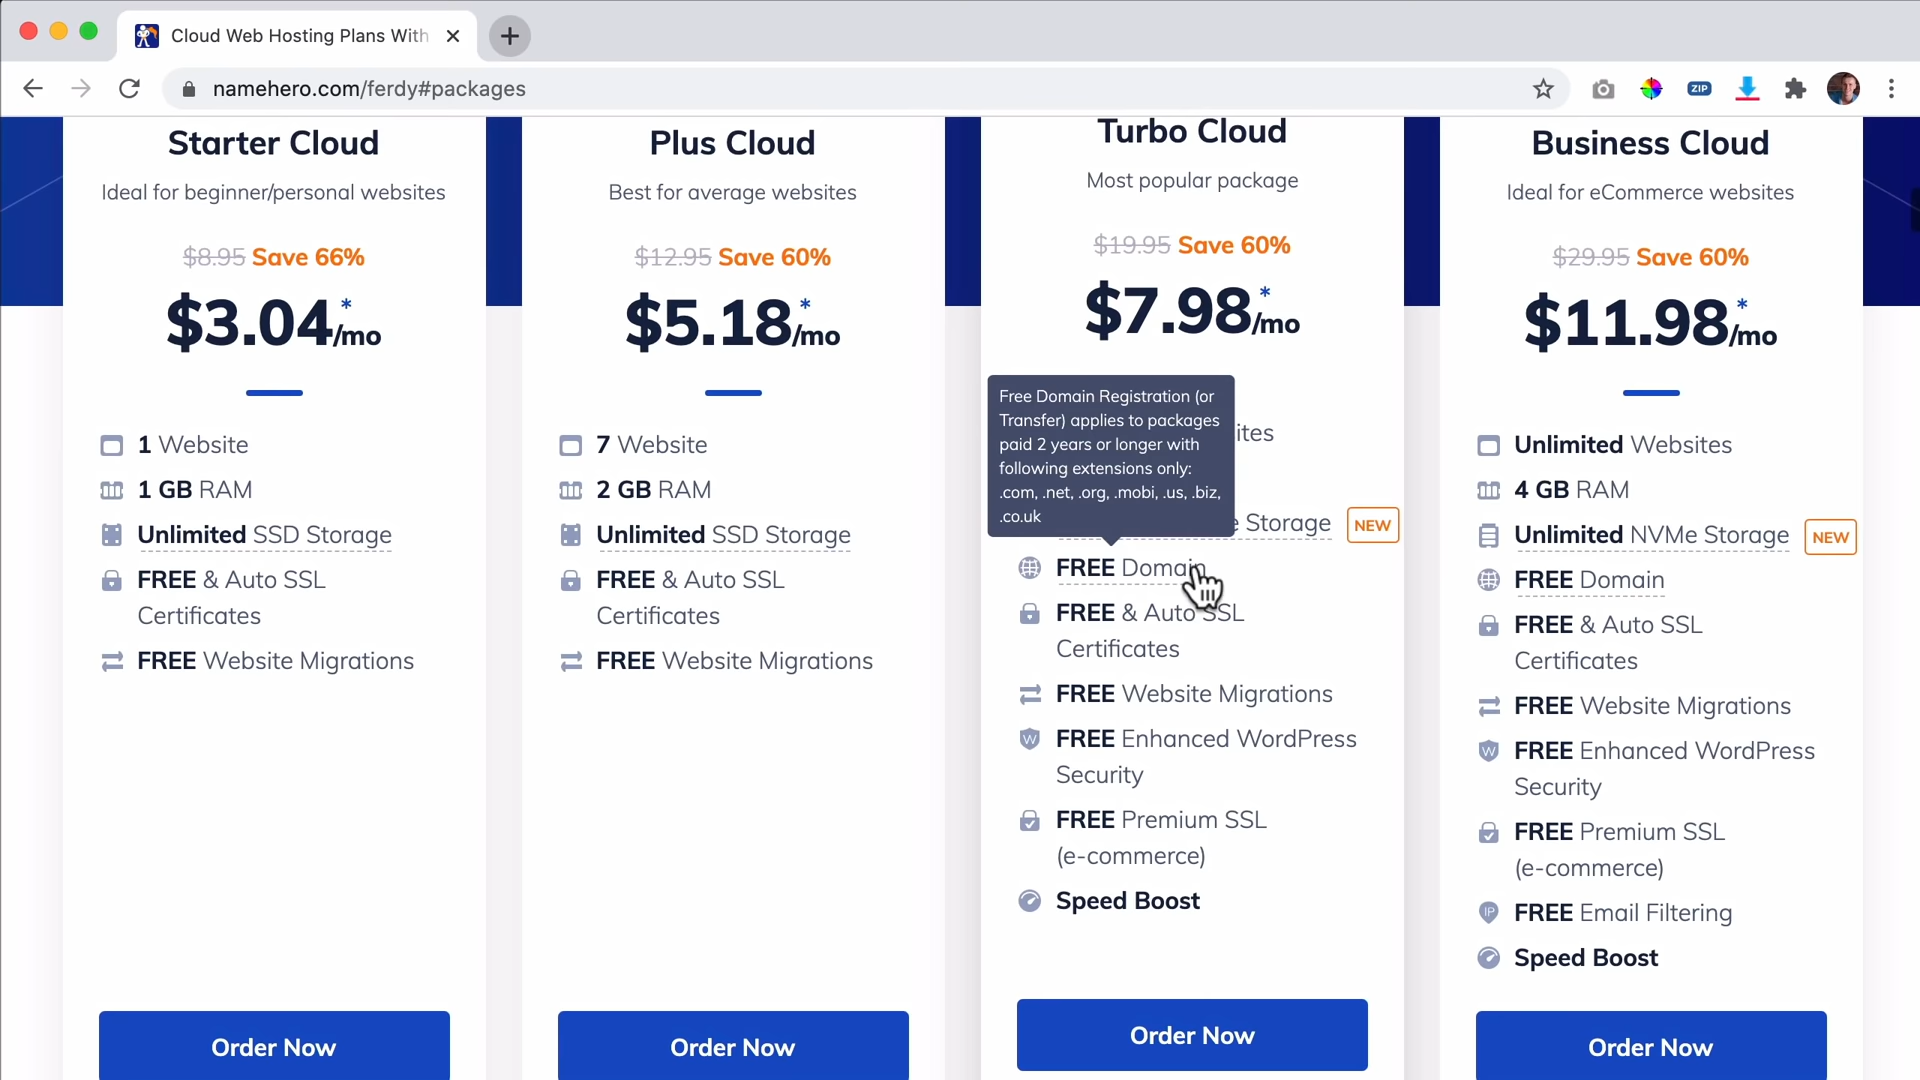 Cloud Web Hosting Plans With
namehero.com/ferdy#packages
ZIP
Starter Cloud
Ideal for beginner/personal websites
$8.95 Save 66%
$3.04*/mo
1 Website
1 GB RAM
Unlimited SSD Storage
FREE & Auto SSL
Certificates
FREE Website Migrations
Order Now
Plus Cloud
Best for average websites
$12.95 Save 60%
$5.18*/mo
7 Website
2 GB RAM
Unlimited SSD Storage
FREE & Auto SSL
Certificates
FREE Website Migrations
Order Now
Turbo Cloud
Most popular package
$19.95 Save 60%
$7.98*/mo
Free Domain Registration (or
Transfer) applies to packages
paid 2 years or longer with
following extensions only:
.com, .net, .org, .mobi, .us, .biz,
.co.uk
ites
e Storage NEW
FREE Domain
FREE & Auto SSL
Certificates
FREE Website Migrations
FREE Enhanced WordPress
Security
FREE Premium SSL
(e-commerce)
Speed Boost
Order Now
Business Cloud
Ideal for eCommerce websites
$29.95 Save 60%
$11.98*/mo
Unlimited Websites
4 GB RAM
Unlimited NVMe Storage NEW
FREE Domain
FREE & Auto SSL
Certificates
FREE Website Migrations
FREE Enhanced WordPress
Security
FREE Premium SSL
(e-commerce)
FREE Email Filtering
Speed Boost
Order Now